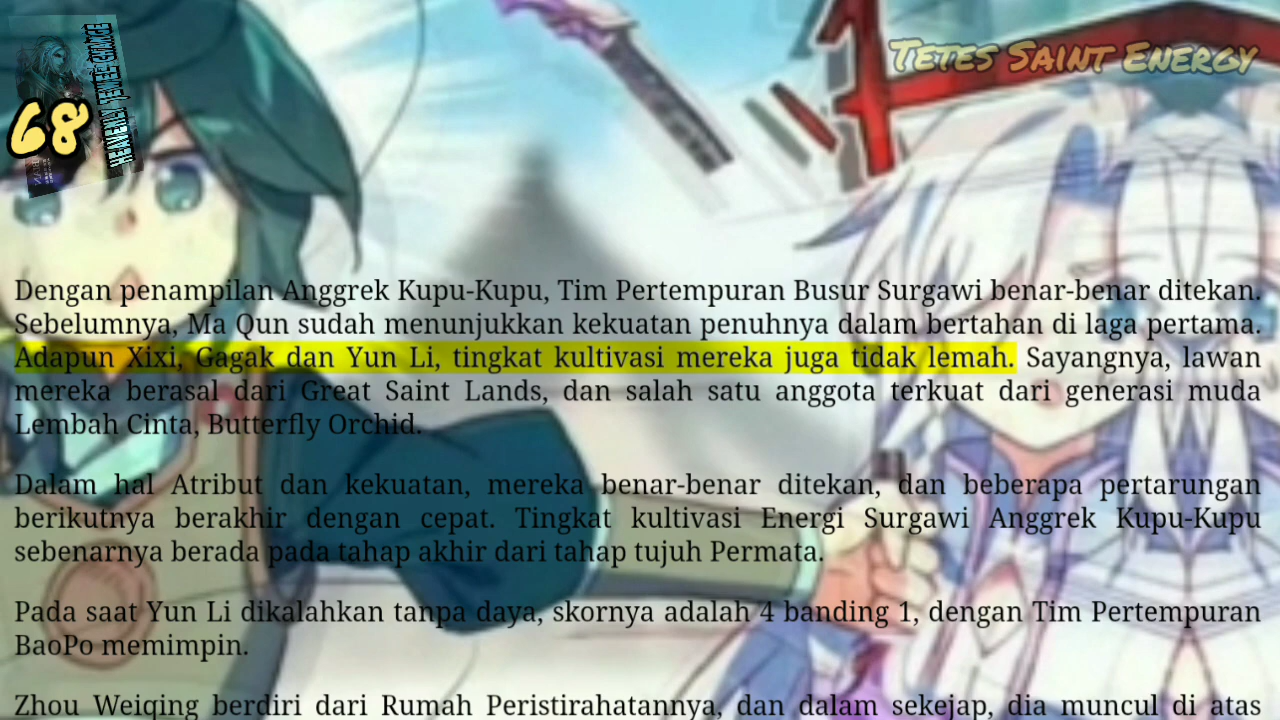 68
HEAVENLY JEWEL CHANGE
Tetes Saint Energy
Dengan penampilan Anggrek Kupu-Kupu, Tim Pertempuran Busur Surgawi benar-benar ditekan.
Sebelumnya, Ma Qun sudah menunjukkan kekuatan penuhnya dalam bertahan di laga pertama.
Adapun Xixi, Gagak dan Yun Li, tingkat kultivasi mereka juga tidak lemah. Sayangnya, lawan
mereka berasal dari Great Saint Lands, dan salah satu anggota terkuat dari generasi muda
Lembah Cinta, Butterfly Orchid.
Dalam hal Atribut dan kekuatan, mereka benar-benar ditekan, dan beberapa pertarungan
berikutnya berakhir dengan cepat. Tingkat kultivasi Energi Surgawi Anggrek Kupu-Kupu
sebenarnya berada pada tahap akhir dari tahap tujuh Permata.
Pada saat Yun Li dikalahkan tanpa daya, skornya adalah 4 banding 1, dengan Tim Pertempuran
BaoPo memimpin.
Zhou Weiqing berdiri dari Rumah Peristirahatannya, dan dalam sekejap, dia muncul di atas